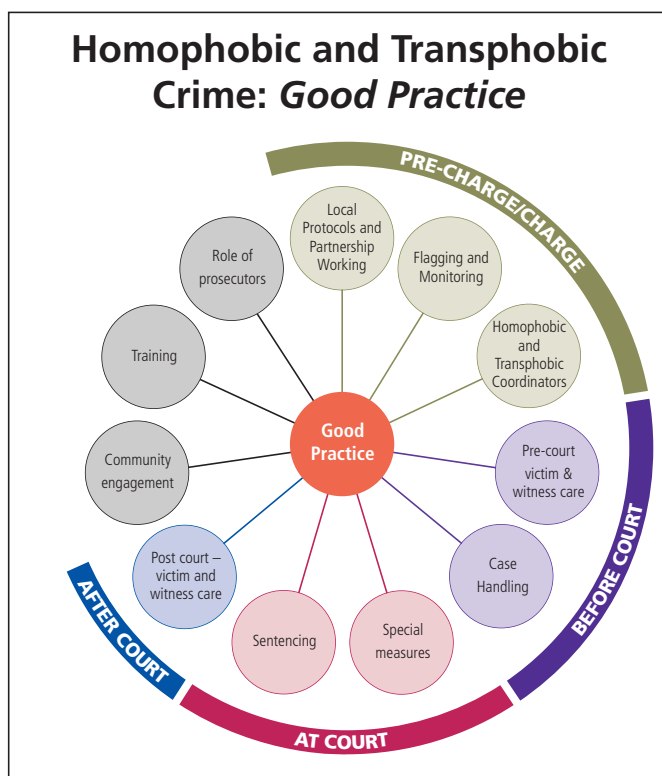 Homophobic and Transphobic
Crime: Good Practice
PRE-CHARGE/CHARGE
Local
Protocols and
Partnership
Working
Flagging and
Monitoring
Homophobic
and
Transphobic
Coordinators
BEFORE COURT
Pre-court
victim &
witness care
Case
Handling
AT COURT
Special
measures
Sentencing
AFTER COURT
Post court –
victim and
witness care
Community
engagement
Training
Role of
prosecutors
Good
Practice